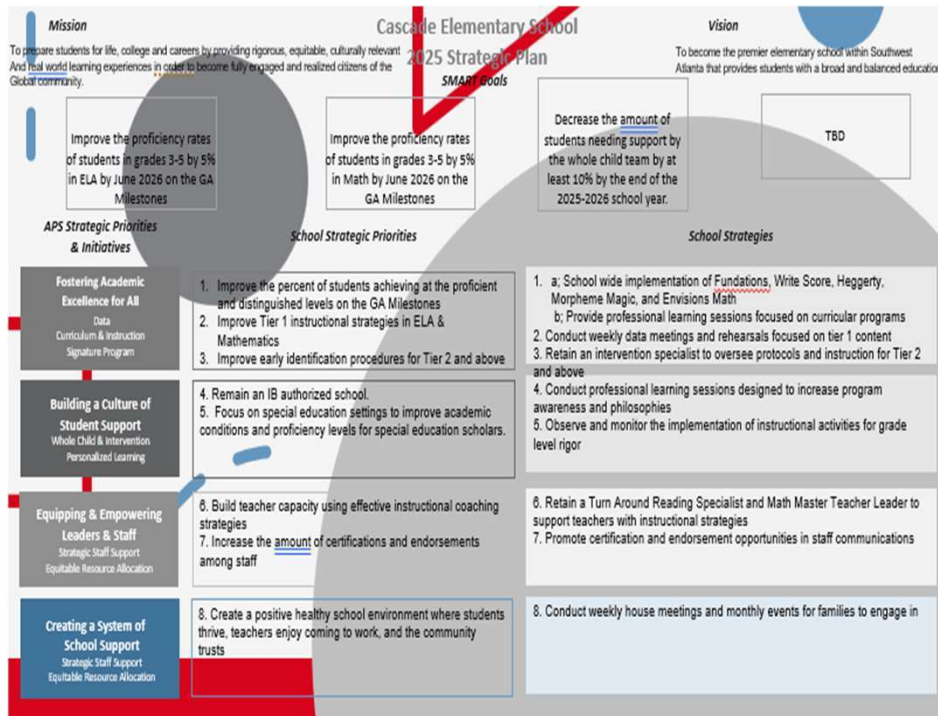 Cascade Elementary School
2025 Strategic Plan
Mission
To prepare students for life, college and careers by providing rigorous, equitable, culturally relevant
And real world learning experiences in order to become fully engaged and realized citizens of the
Global community.
Vision
To become the premier elementary school within Southwest
Atlanta that provides students with a broad and balanced education
SMART Goals
Improve the proficiency rates
of students in grades 3-5 by 5%
in ELA by June 2026 on the GA
Milestones
Improve the proficiency rates
of students in grades 3-5 by 5%
in Math by June 2026 on the
GA Milestones
Decrease the amount of
students needing support by
the whole child team by at
least 10% by the end of the
2025-2026 school year.
TBD
APS Strategic Priorities
& Initiatives
School Strategic Priorities
School Strategies
Fostering Academic
Excellence for All
Data
Curriculum & Instruction
Signature Program
1. Improve the percent of students achieving at the proficient
and distinguished levels on the GA Milestones
2. Improve Tier 1 instructional strategies in ELA &
Mathematics
3. Improve early identification procedures for Tier 2 and above
1. a; School wide implementation of Fundations, Write Score, Heggerty,
Morpheme Magic, and Envisions Math
b; Provide professional learning sessions focused on curricular programs
2. Conduct weekly data meetings and rehearsals focused on tier 1 content
3. Retain an intervention specialist to oversee protocols and instruction for Tier 2
and above
Building a Culture of
Student Support
Whole Child & Intervention
Personalized Learning
4. Remain an IB authorized school.
5. Focus on special education settings to improve academic
conditions and proficiency levels for special education scholars.
4. Conduct professional learning sessions designed to increase program
awareness and philosophies
5. Observe and monitor the implementation of instructional activities for grade
level rigor
Equipping & Empowering
Leaders & Staff
Strategic Staff Support
Equitable Resource Allocation
6. Build teacher capacity using effective instructional coaching
strategies
7. Increase the amount of certifications and endorsements
among staff
6. Retain a Turn Around Reading Specialist and Math Master Teacher Leader to
support teachers with instructional strategies
7. Promote certification and endorsement opportunities in staff communications
Creating a System of
School Support
Strategic Staff Support
Equitable Resource Allocation
8. Create a positive healthy school environment where students
thrive, teachers enjoy coming to work, and the community
trusts
8. Conduct weekly house meetings and monthly events for families to engage in